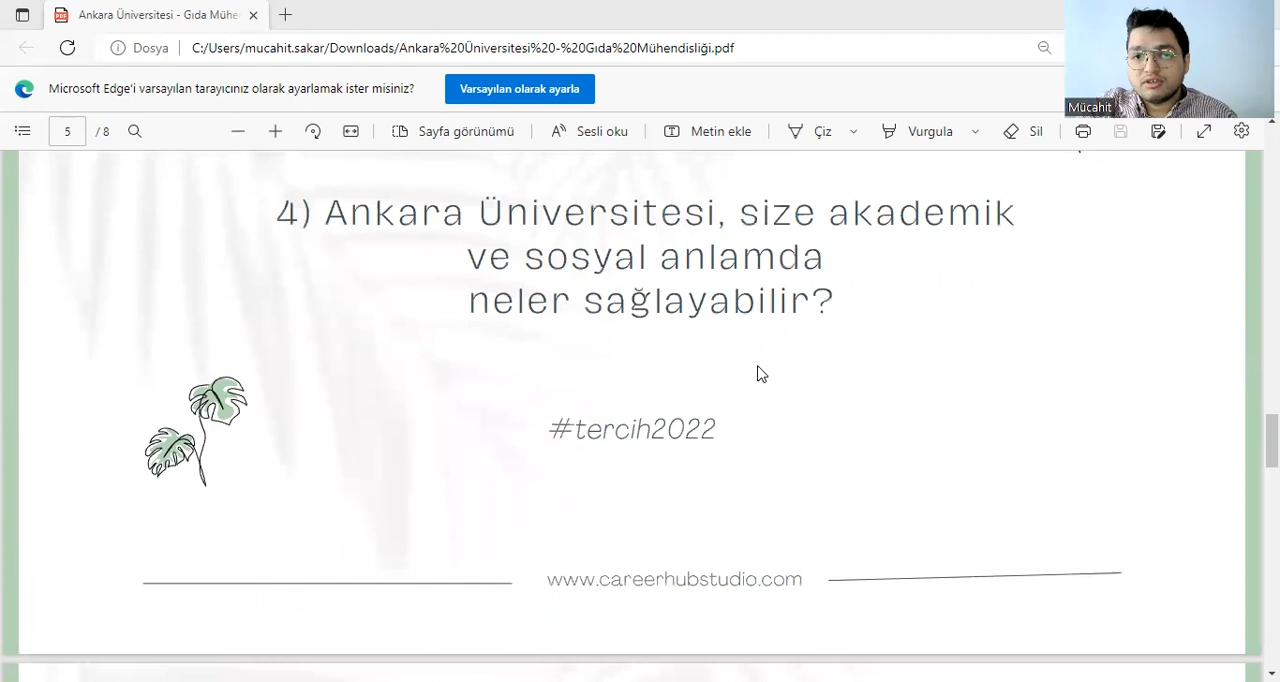 Ankara Üniversitesi - Gıda Mühe
Dosya
C:/Users/mucahit.sakar/Downloads/Ankara%20Üniversitesi%20-%20Gıda%20Mühendisliği.pdf
Microsoft Edge'i varsayılan tarayıcınız olarak ayarlamak ister misiniz?
Varsayılan olarak ayarla
Mücahit
5 / 8
Sayfa görünümü
Sesli oku
Metin ekle
Çiz
Vurgula
Sil
4) Ankara Üniversitesi, size akademik
ve sosyal anlamda
neler sağlayabilir?
#tercih2022
www.careerhubstudio.com